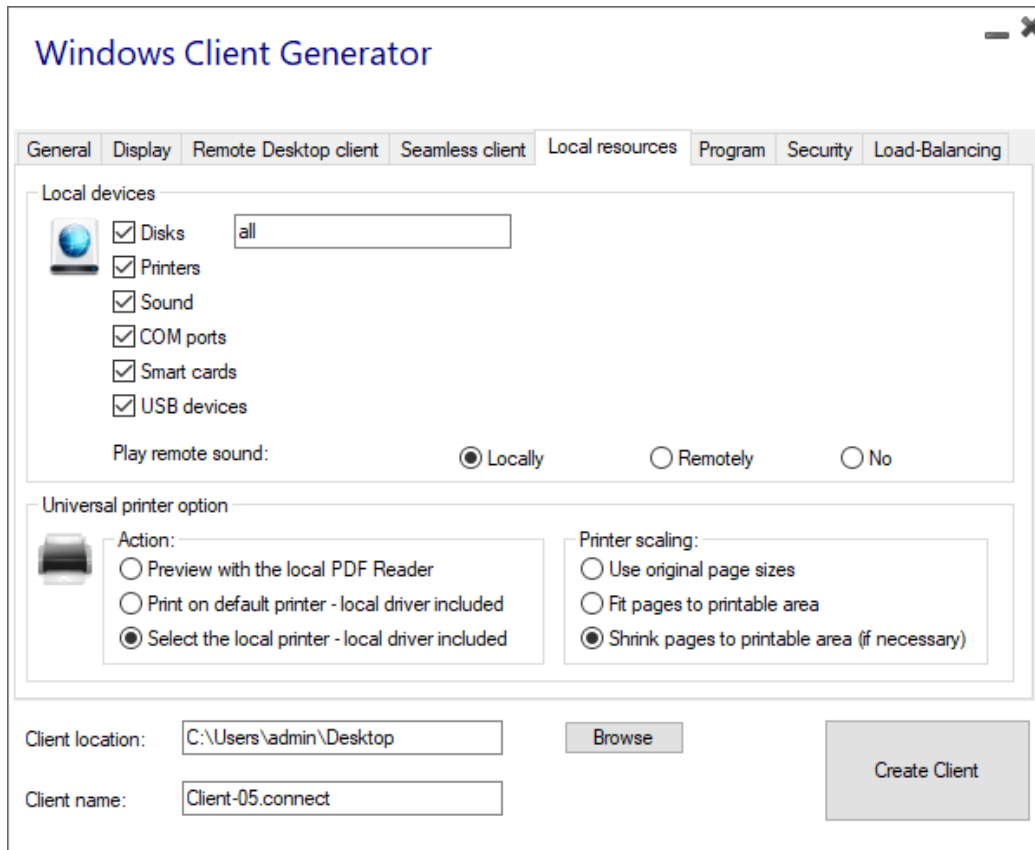 Windows Client Generator
General Display Remote Desktop client Seamless client Local resources Program Security Load-Balancing
Local devices
Disks all
Printers
Sound
COM ports
Smart cards
USB devices
Play remote sound: Locally Remotely No
Universal printer option
Action:
Preview with the local PDF Reader
Print on default printer - local driver included
Select the local printer - local driver included
Printer scaling:
Use original page sizes
Fit pages to printable area
Shrink pages to printable area (if necessary)
Client location: C:\Users\admin\Desktop Browse
Client name: Client-05.connect
Create Client